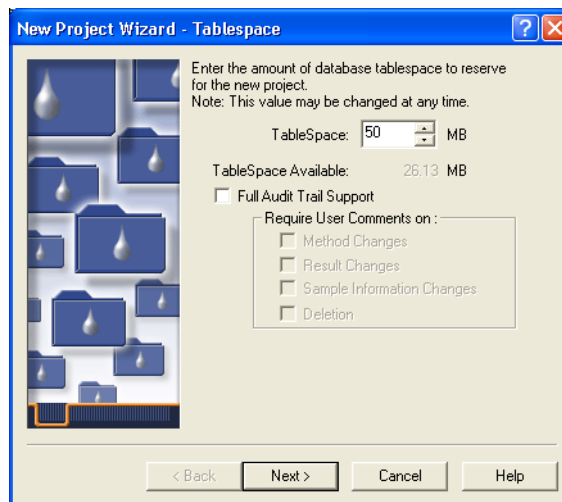 New Project Wizard - Tablespace
Enter the amount of database tablespace to reserve
for the new project.
Note: This value may be changed at any time.
TableSpace: 50 MB
TableSpace Available: 26.13 MB
Full Audit Trail Support
Require User Comments on :
Method Changes
Result Changes
Sample Information Changes
Deletion
< Back Next > Cancel Help